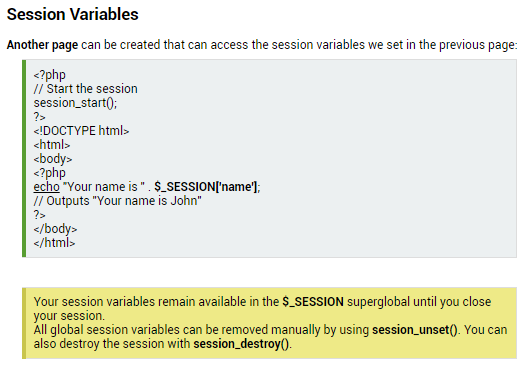 Session Variables
Another page can be created that can access the session variables we set in the previous page:
<?php
// Start the session
session_start();
?>
<!DOCTYPE html>
<html>
<body>
<?php
echo "Your name is " . $_SESSION['name'];
// Outputs "Your name is John"
?>
</body>
</html>
Your session variables remain available in the $_SESSION superglobal until you close
your session.
All global session variables can be removed manually by using session_unset(). You can
also destroy the session with session_destroy().